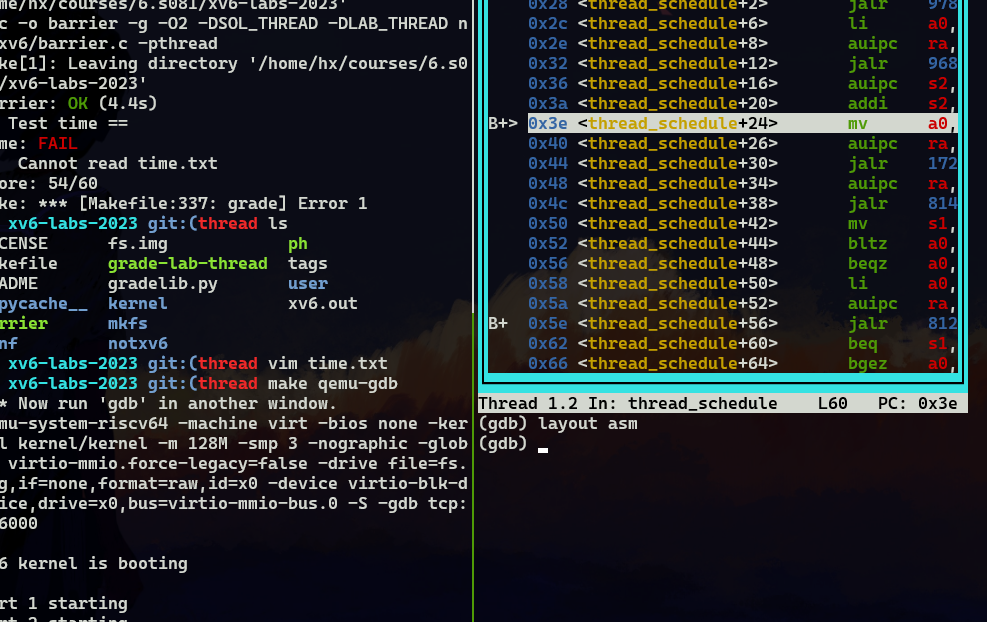 me/hx/courses/6.s081/xv6-labs-2023'
c -o barrier -g -O2 -DSOL_THREAD -DLAB_THREAD n
xv6/barrier.c -pthread
ke[1]: Leaving directory '/home/hx/courses/6.s0
/xv6-labs-2023'
rrier: OK (4.4s)
 Test time ==
me: FAIL
  Cannot read time.txt
ore: 54/60
ke: *** [Makefile:337: grade] Error 1
 xv6-labs-2023 git:(thread ls
CENSE      fs.img            ph
kefile     grade-lab-thread  tags
ADME       gradelib.py       user
pycache__  kernel            xv6.out
rrier      mkfs
nf         notxv6
 xv6-labs-2023 git:(thread vim time.txt
 xv6-labs-2023 git:(thread make qemu-gdb
* Now run 'gdb' in another window.
mu-system-riscv64 -machine virt -bios none -ker
l kernel/kernel -m 128M -smp 3 -nographic -glob
 virtio-mmio.force-legacy=false -drive file=fs.
g,if=none,format=raw,id=x0 -device virtio-blk-d
ice,drive=x0,bus=virtio-mmio-bus.0 -S -gdb tcp:
6000
6 kernel is booting
rt 1 starting
rt 2 starting
0x28 <thread_schedule+2> jalr 978
0x2c <thread_schedule+6> li a0,
0x2e <thread_schedule+8> auipc ra,
0x32 <thread_schedule+12> jalr 968
0x36 <thread_schedule+16> auipc s2,
0x3a <thread_schedule+20> addi s2,
B+> 0x3e <thread_schedule+24> mv a0,
0x40 <thread_schedule+26> auipc ra,
0x44 <thread_schedule+30> jalr 172
0x48 <thread_schedule+34> auipc ra,
0x4c <thread_schedule+38> jalr 814
0x50 <thread_schedule+42> mv s1,
0x52 <thread_schedule+44> bltz a0,
0x56 <thread_schedule+48> beqz a0,
0x58 <thread_schedule+50> li a0,
0x5a <thread_schedule+52> auipc ra,
B+ 0x5e <thread_schedule+56> jalr 812
0x62 <thread_schedule+60> beq s1,
0x66 <thread_schedule+64> bgez a0,
Thread 1.2 In: thread_schedule    L60   PC: 0x3e
(gdb) layout asm
(gdb)